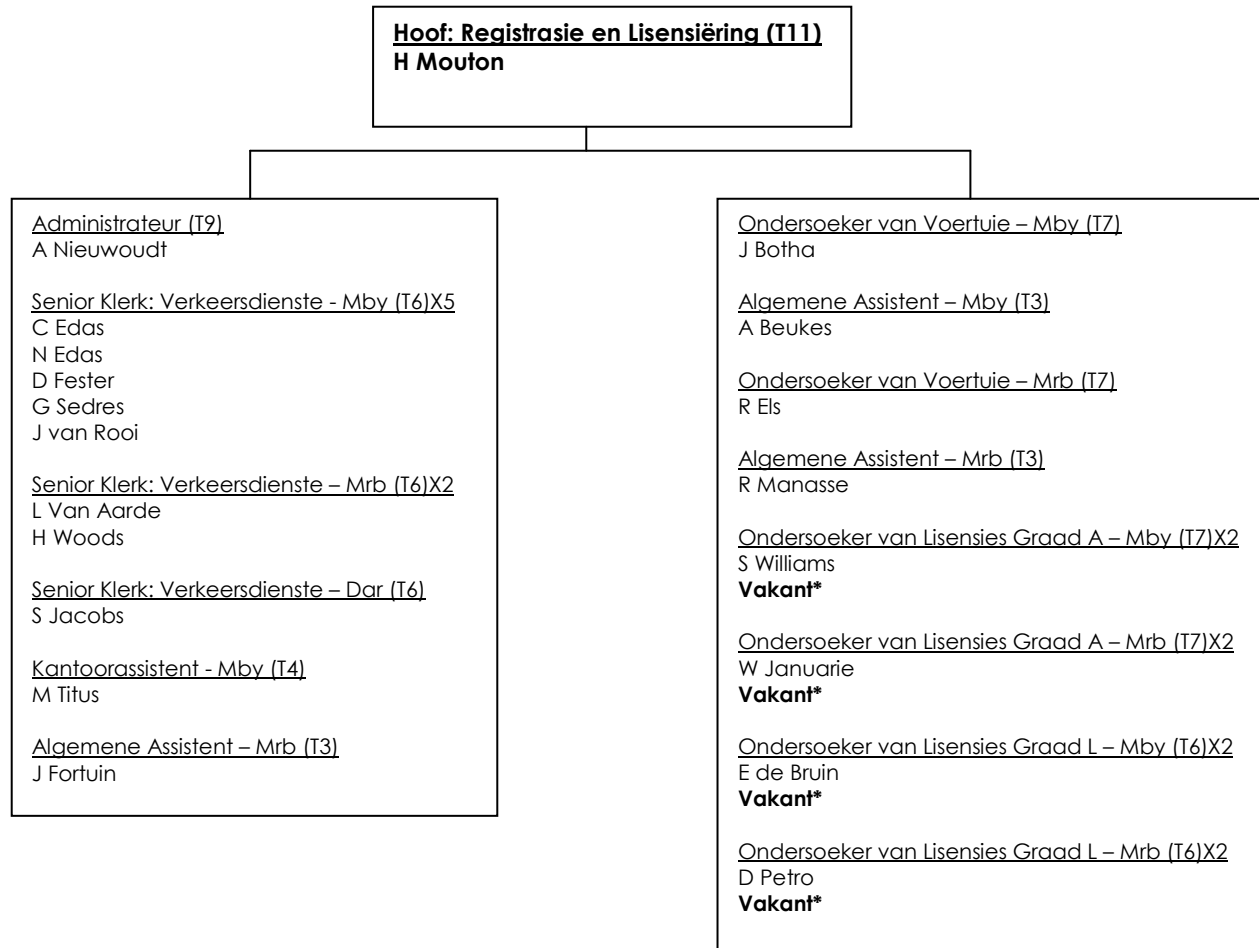 Hoof: Registrasie en Lisensiëring (T11)
H Mouton
Administrateur (T9)
A Nieuwoudt
Senior Klerk: Verkeersdienste - Mby (T6)X5
C Edas
N Edas
D Fester
G Sedres
J van Rooi
Senior Klerk: Verkeersdienste – Mrb (T6)X2
L Van Aarde
H Woods
Senior Klerk: Verkeersdienste – Dar (T6)
S Jacobs
Kantoorassistent - Mby (T4)
M Titus
Algemene Assistent – Mrb (T3)
J Fortuin
Ondersoeker van Voertuie – Mby (T7)
J Botha
Algemene Assistent – Mby (T3)
A Beukes
Ondersoeker van Voertuie – Mrb (T7)
R Els
Algemene Assistent – Mrb (T3)
R Manasse
Ondersoeker van Lisensies Graad A – Mby (T7)X2
S Williams
Vakant*
Ondersoeker van Lisensies Graad A – Mrb (T7)X2
W Januarie
Vakant*
Ondersoeker van Lisensies Graad L – Mby (T6)X2
E de Bruin
Vakant*
Ondersoeker van Lisensies Graad L – Mrb (T6)X2
D Petro
Vakant*